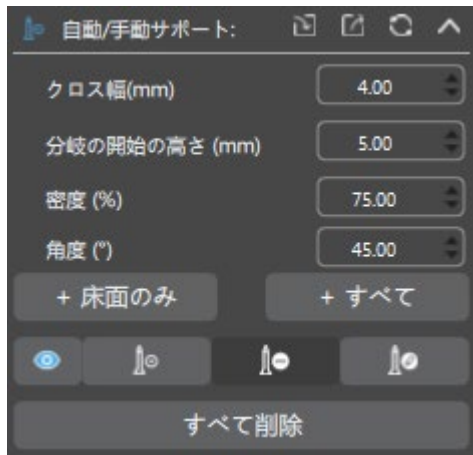 自動/手動サポート:
クロス幅(mm) 4.00
分岐の開始の高さ (mm) 5.00
密度 (%) 75.00
角度 (°) 45.00
+ 床面のみ + すべて
すべて削除